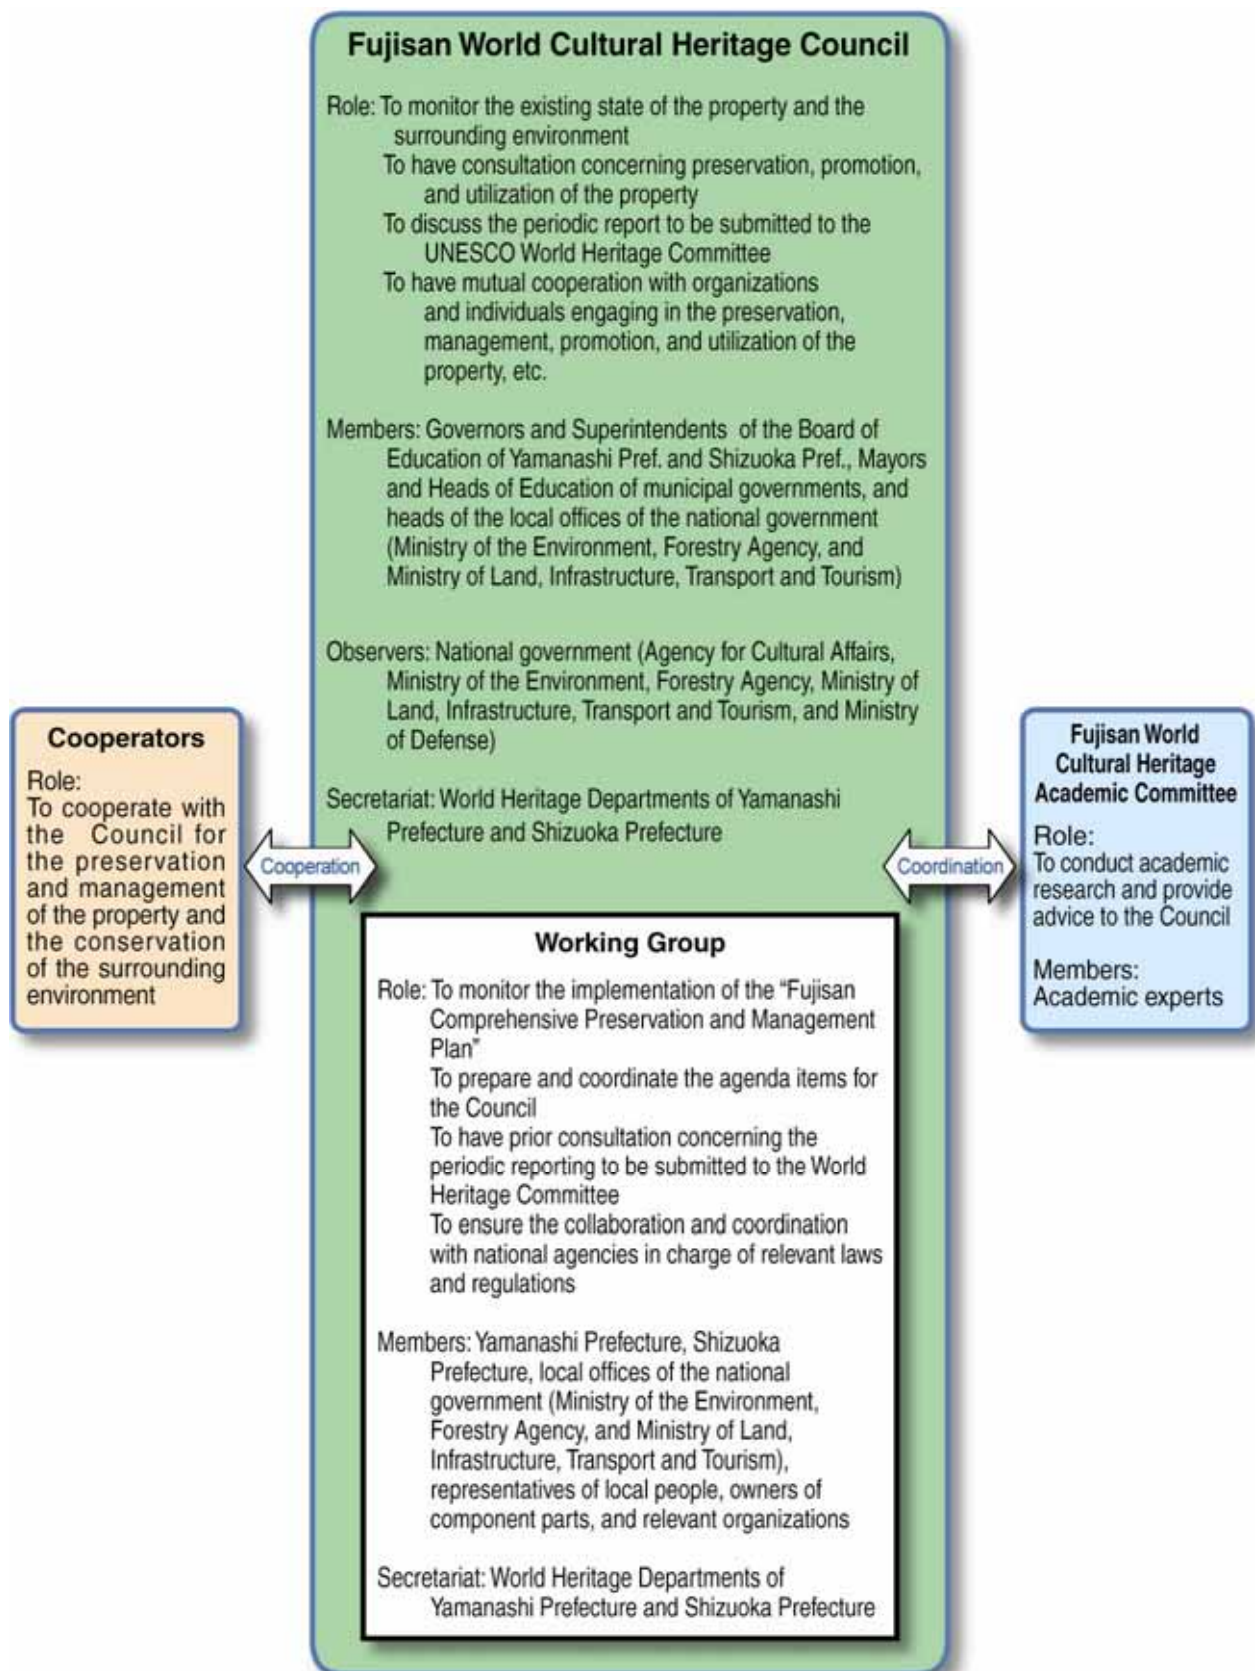 Fujisan World Cultural Heritage Council
Role: To monitor the existing state of the property and the
surrounding environment
To have consultation concerning preservation, promotion,
and utilization of the property
To discuss the periodic report to be submitted to the
UNESCO World Heritage Committee
To have mutual cooperation with organizations
and individuals engaging in the preservation,
management, promotion, and utilization of the
property, etc.
Members: Governors and Superintendents of the Board of
Education of Yamanashi Pref. and Shizuoka Pref., Mayors
and Heads of Education of municipal governments, and
heads of the local offices of the national government
(Ministry of the Environment, Forestry Agency, and
Ministry of Land, Infrastructure, Transport and Tourism)
Observers: National government (Agency for Cultural Affairs,
Ministry of the Environment, Forestry Agency, Ministry of
Land, Infrastructure, Transport and Tourism, and Ministry
of Defense)
Secretariat: World Heritage Departments of Yamanashi
Prefecture and Shizuoka Prefecture
Cooperators
Role:
To cooperate with
the Council for
the preservation
and management
of the property and
the conservation
of the surrounding
environment
Cooperation
Coordination
Fujisan World
Cultural Heritage
Academic Committee
Role:
To conduct academic
research and provide
advice to the Council
Members:
Academic experts
Working Group
Role: To monitor the implementation of the “Fujisan
Comprehensive Preservation and Management
Plan”
To prepare and coordinate the agenda items for
the Council
To have prior consultation concerning the
periodic reporting to be submitted to the World
Heritage Committee
To ensure the collaboration and coordination
with national agencies in charge of relevant laws
and regulations
Members: Yamanashi Prefecture, Shizuoka
Prefecture, local offices of the national
government (Ministry of the Environment,
Forestry Agency, and Ministry of Land,
Infrastructure, Transport and Tourism),
representatives of local people, owners of
component parts, and relevant organizations
Secretariat: World Heritage Departments of
Yamanashi Prefecture and Shizuoka Prefecture